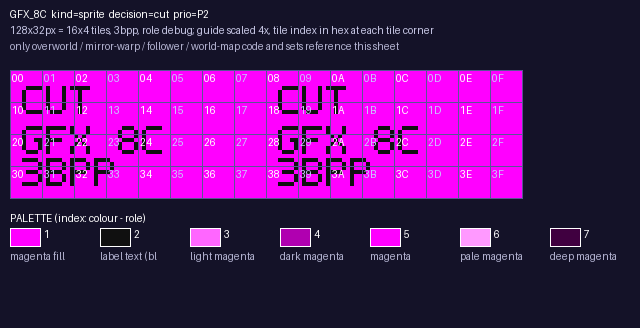 GFX_8C kind=sprite decision=cut prio=P2
128x32px = 16x4 tiles, 3bpp, role debug; guide scaled 4x, tile index in hex at each tile corner
only overworld / mirror-warp / follower / world-map code and sets reference this sheet
00 01 02 03 04 05 06 07 08 09 0A 0B 0C 0D 0E 0F
CUT CUT
10 11 12 13 14 15 16 17 18 19 1A 1B 1C 1D 1E 1F
GFX 8C GFX 8C
20 21 22 23 24 25 26 27 28 29 2A 2B 2C 2D 2E 2F
3BPP 3BPP
30 31 32 33 34 35 36 37 38 39 3A 3B 3C 3D 3E 3F
PALETTE (index: colour - role)
1 2 3 4 5 6 7
magenta fill label text (bl light magenta dark magenta magenta pale magenta deep magenta